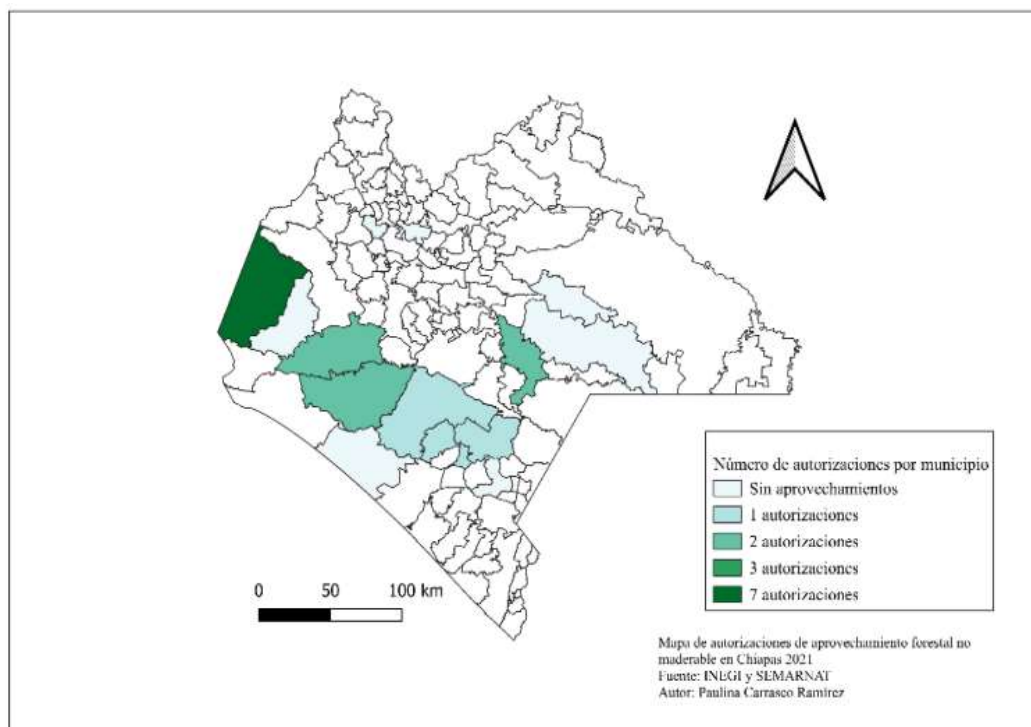 Número de autorizaciones por municipio
Sin aprovechamientos
1 autorizaciones
2 autorizaciones
3 autorizaciones
7 autorizaciones
0 50 100 km
Mapa de autorizaciones de aprovechamiento forestal no
maderable en Chiapas 2021
Fuente: INEGI y SEMARNAT
Autor: Paulina Carrasco Ramírez